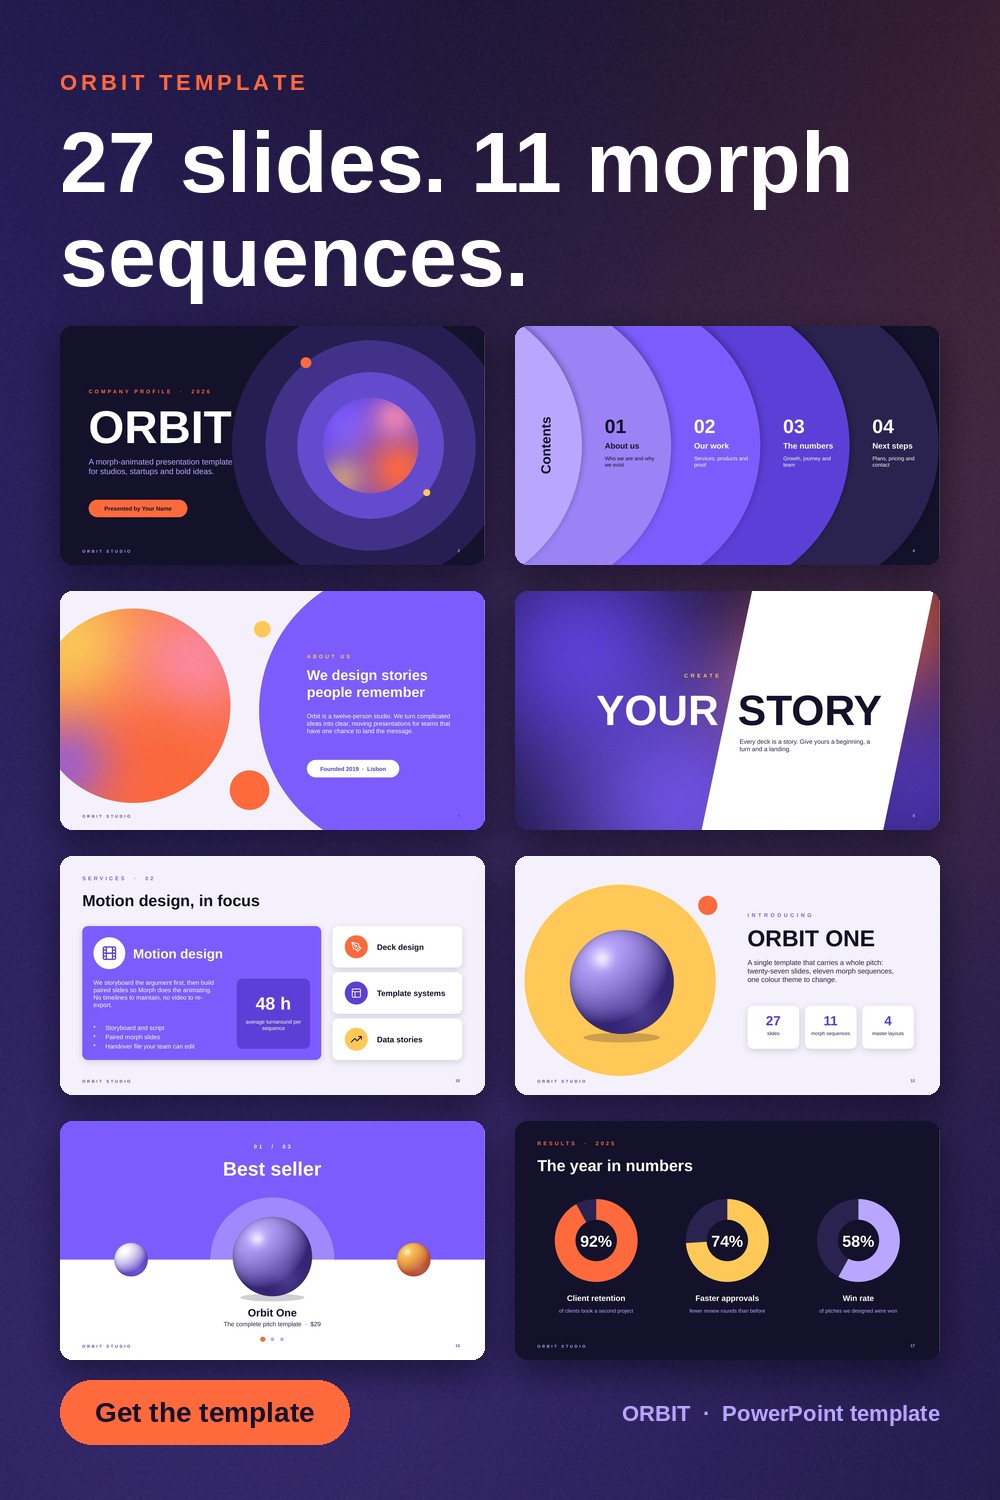 ORBIT TEMPLATE
27 slides. 11 morph
sequences.
COMPANY PROFILE · 2026
ORBIT
A morph-animated presentation template
for studios, startups and bold ideas.
Presented by Your Name
ORBIT STUDIO
Contents
01
About us
Who we are and why
we exist
02
Our work
Services, products and
proof
03
The numbers
Growth, journey and
team
04
Next steps
Plans, pricing and
contact
ABOUT US
We design stories
people remember
Orbit is a twelve-person studio. We turn complicated
ideas into clear, moving presentations for teams that
have one chance to land the message.
Founded 2019 · Lisbon
ORBIT STUDIO
CREATE
YOUR STORY
Every deck is a story. Give yours a beginning, a
turn and a landing.
SERVICES · 02
Motion design, in focus
Motion design
We storyboard the argument first, then build
paired slides so Morph does the animating.
No timelines to maintain, no video to re-
export.
• Storyboard and script
• Paired morph slides
• Handover file your team can edit
48 h
average turnaround per
sequence
Deck design
Template systems
Data stories
ORBIT STUDIO
10
INTRODUCING
ORBIT ONE
A single template that carries a whole pitch:
twenty-seven slides, eleven morph sequences,
one colour theme to change.
27
slides
11
morph sequences
4
master layouts
ORBIT STUDIO
12
01 / 03
Best seller
Orbit One
The complete pitch template · $29
ORBIT STUDIO
RESULTS · 2025
The year in numbers
92%
Client retention
of clients book a second project
74%
Faster approvals
fewer review rounds than before
58%
Win rate
of pitches we designed were won
ORBIT STUDIO
17
Get the template
ORBIT · PowerPoint template